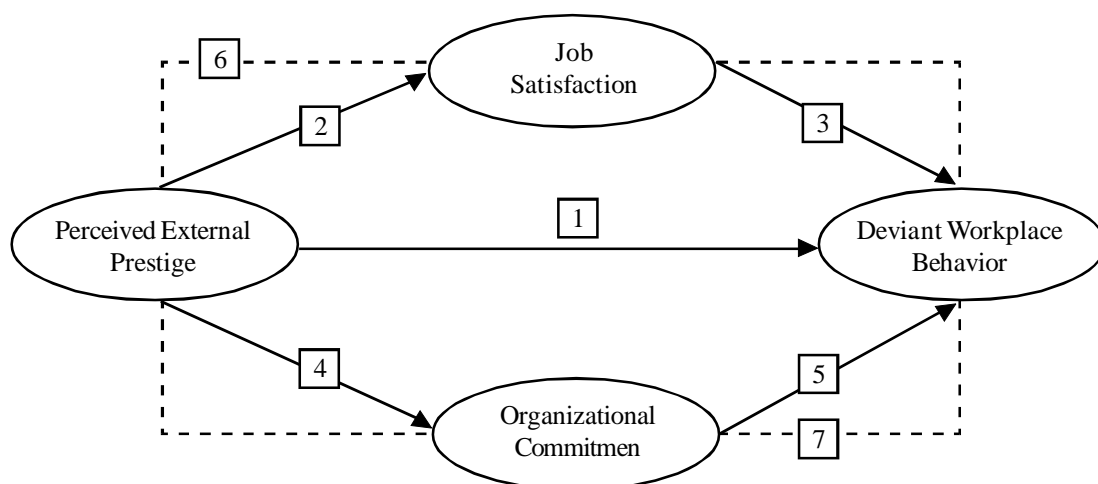 6
Job
Satisfaction
2
3
Perceived External
Prestige
1
Deviant Workplace
Behavior
4
5
Organizational
Commitmen
7